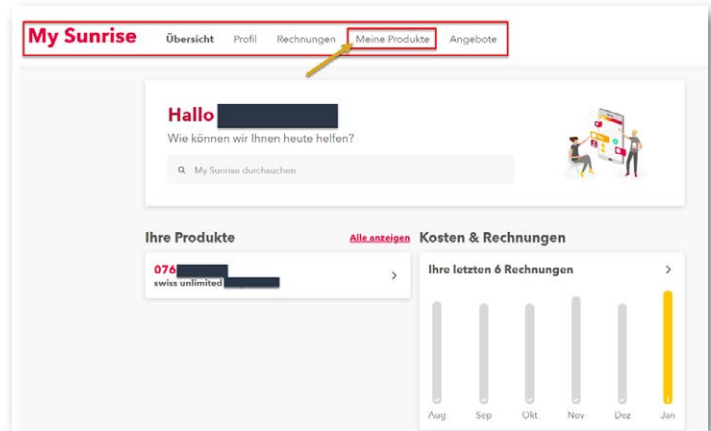 My Sunrise
Übersicht Profil Rechnungen Meine Produkte Angebote
Hallo
Wie können wir Ihnen heute helfen?
My Sunrise durchsuchen
Ihre Produkte Alle anzeigen
076
swiss unlimited
Kosten & Rechnungen
Ihre letzten 6 Rechnungen
Aug Sep Okt Nov Dez Jan